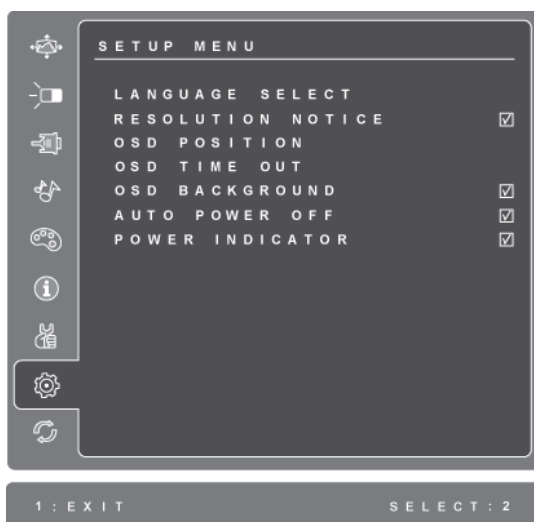 SETUP MENU
LANGUAGE SELECT
RESOLUTION NOTICE
OSD POSITION
OSD TIME OUT
OSD BACKGROUND
AUTO POWER OFF
POWER INDICATOR
1:EXIT SELECT:2